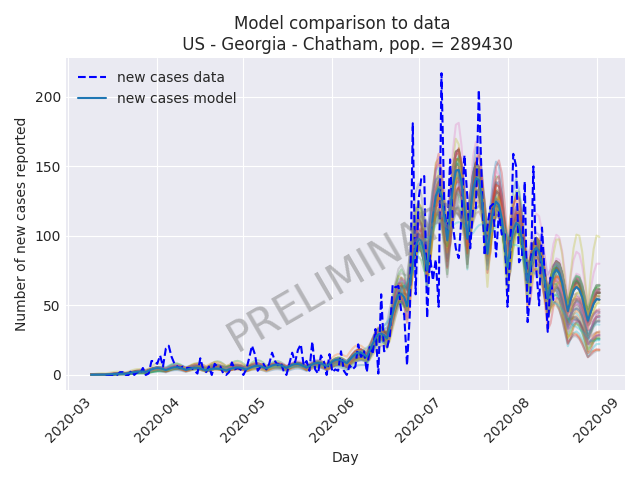 Model comparison to data
US - Georgia - Chatham, pop. = 289430
new cases data
new cases model
Number of new cases reported
200
150
100
50
0
PRELIMINA
2020-03
2020-04
2020-05
2020-06
2020-07
2020-08
2020-09
Day